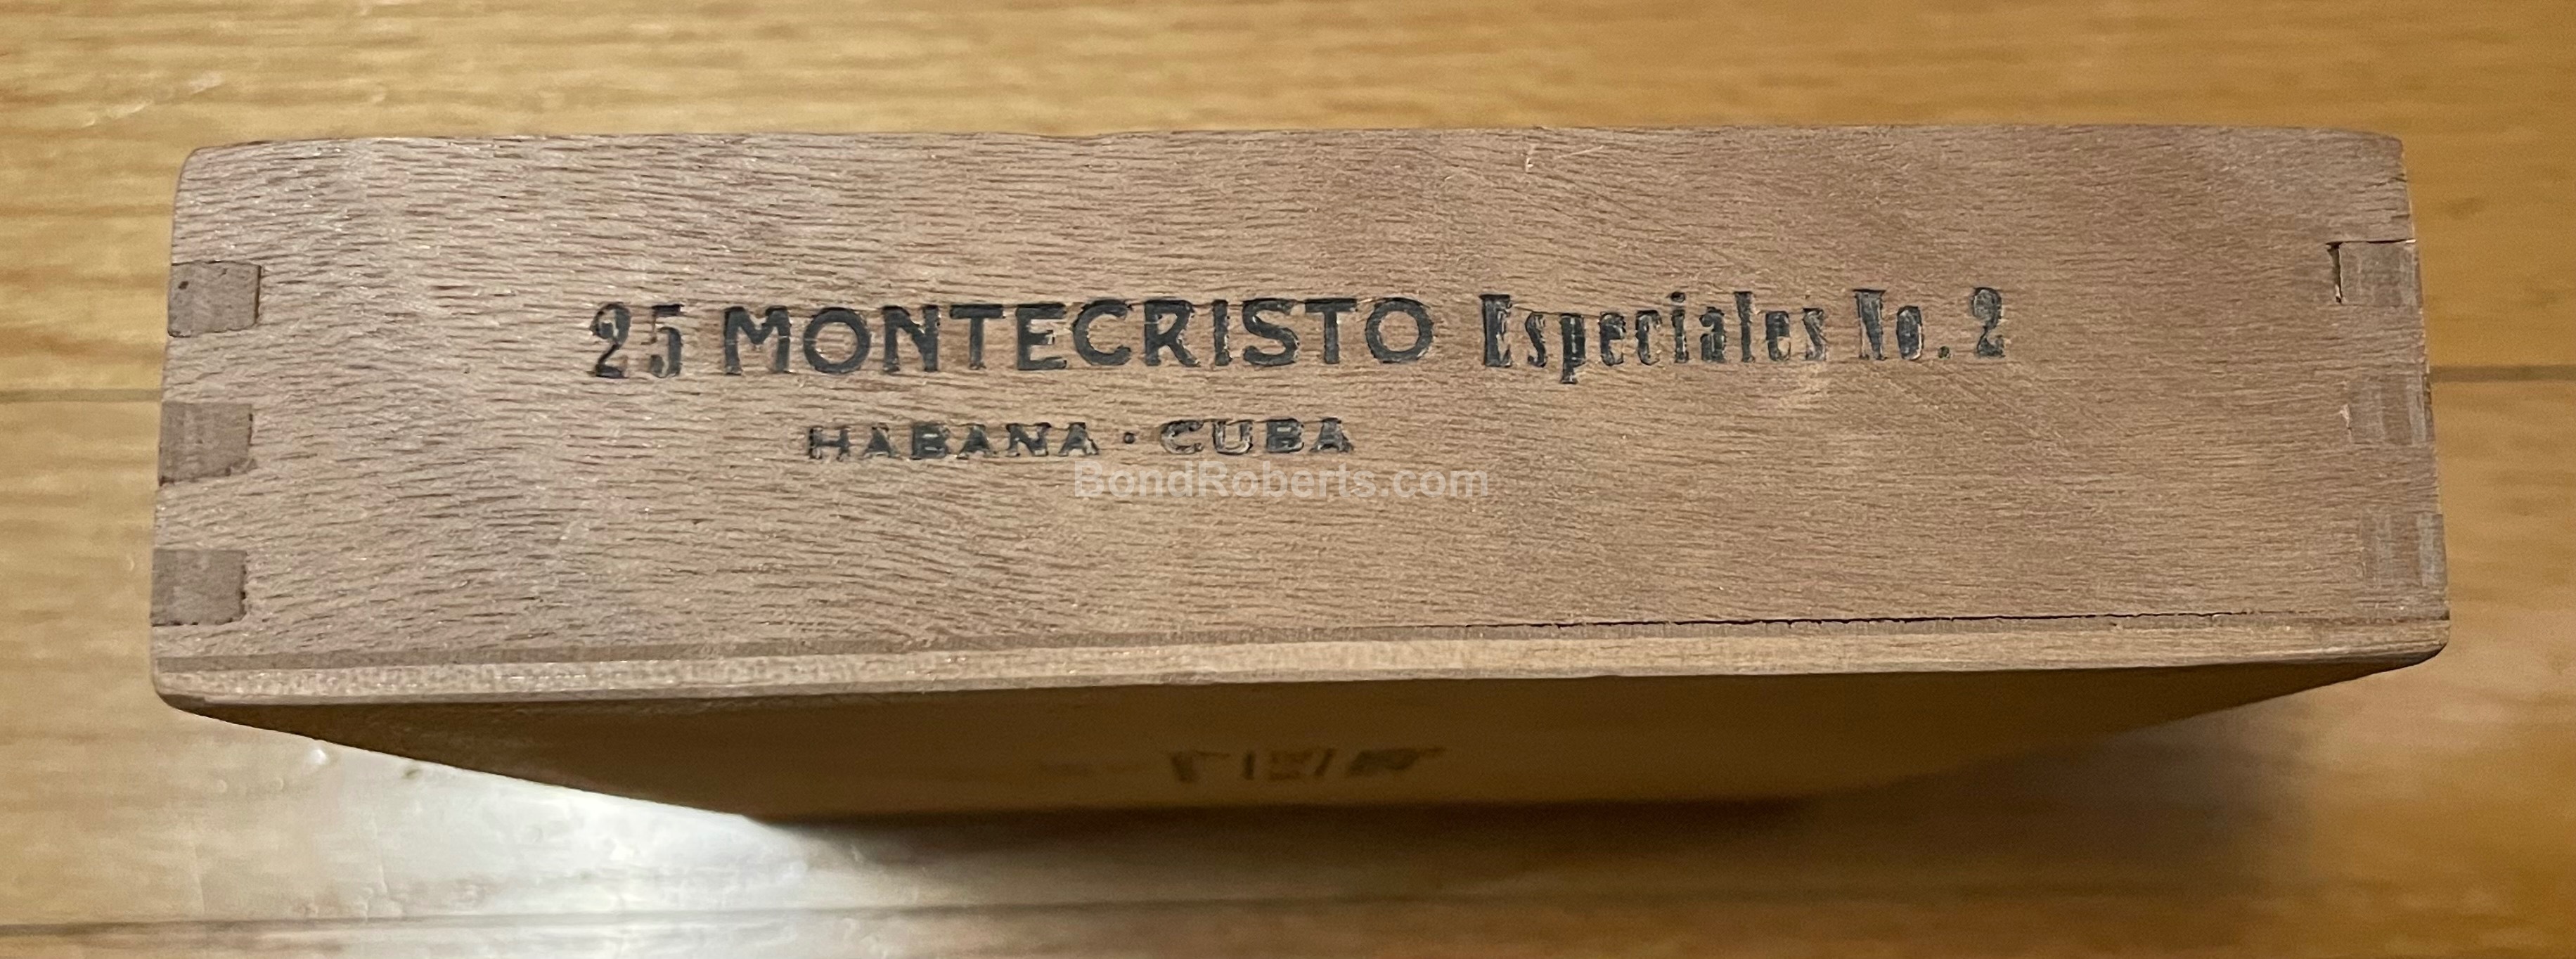 25 MONTECRISTO Especiales No. 2
HABANA · CUBA
BondRoberts.com